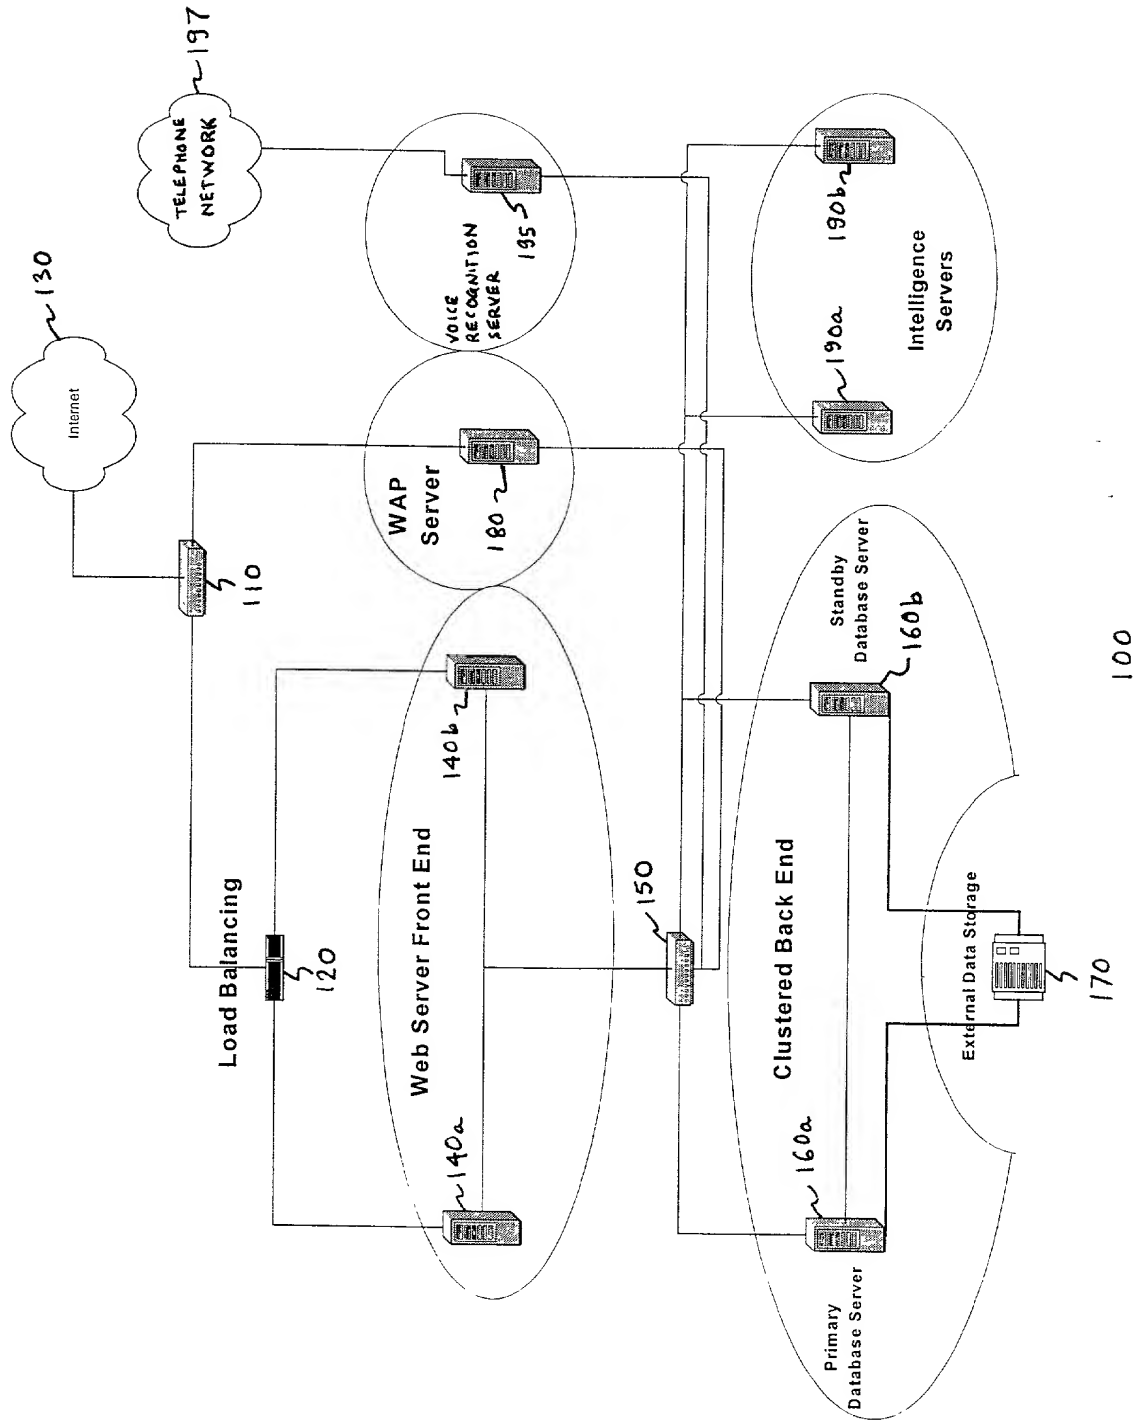 TELEPHONE
NETWORK
197
Internet
130
110
Load Balancing
120
WAP
Server
180
VOICE
RECOGNITION
SERVER
195
Web Server Front End
140a
140b
150
Clustered Back End
Primary
Database Server
160a
Standby
Database Server
160b
External Data Storage
170
Intelligence
Servers
190a
190b
100